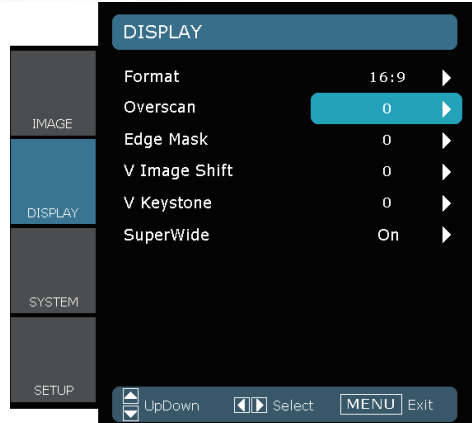 DISPLAY
IMAGE
DISPLAY
SYSTEM
SETUP
Format 16:9
Overscan 0
Edge Mask 0
V Image Shift 0
V Keystone 0
SuperWide On
UpDown Select MENU Exit